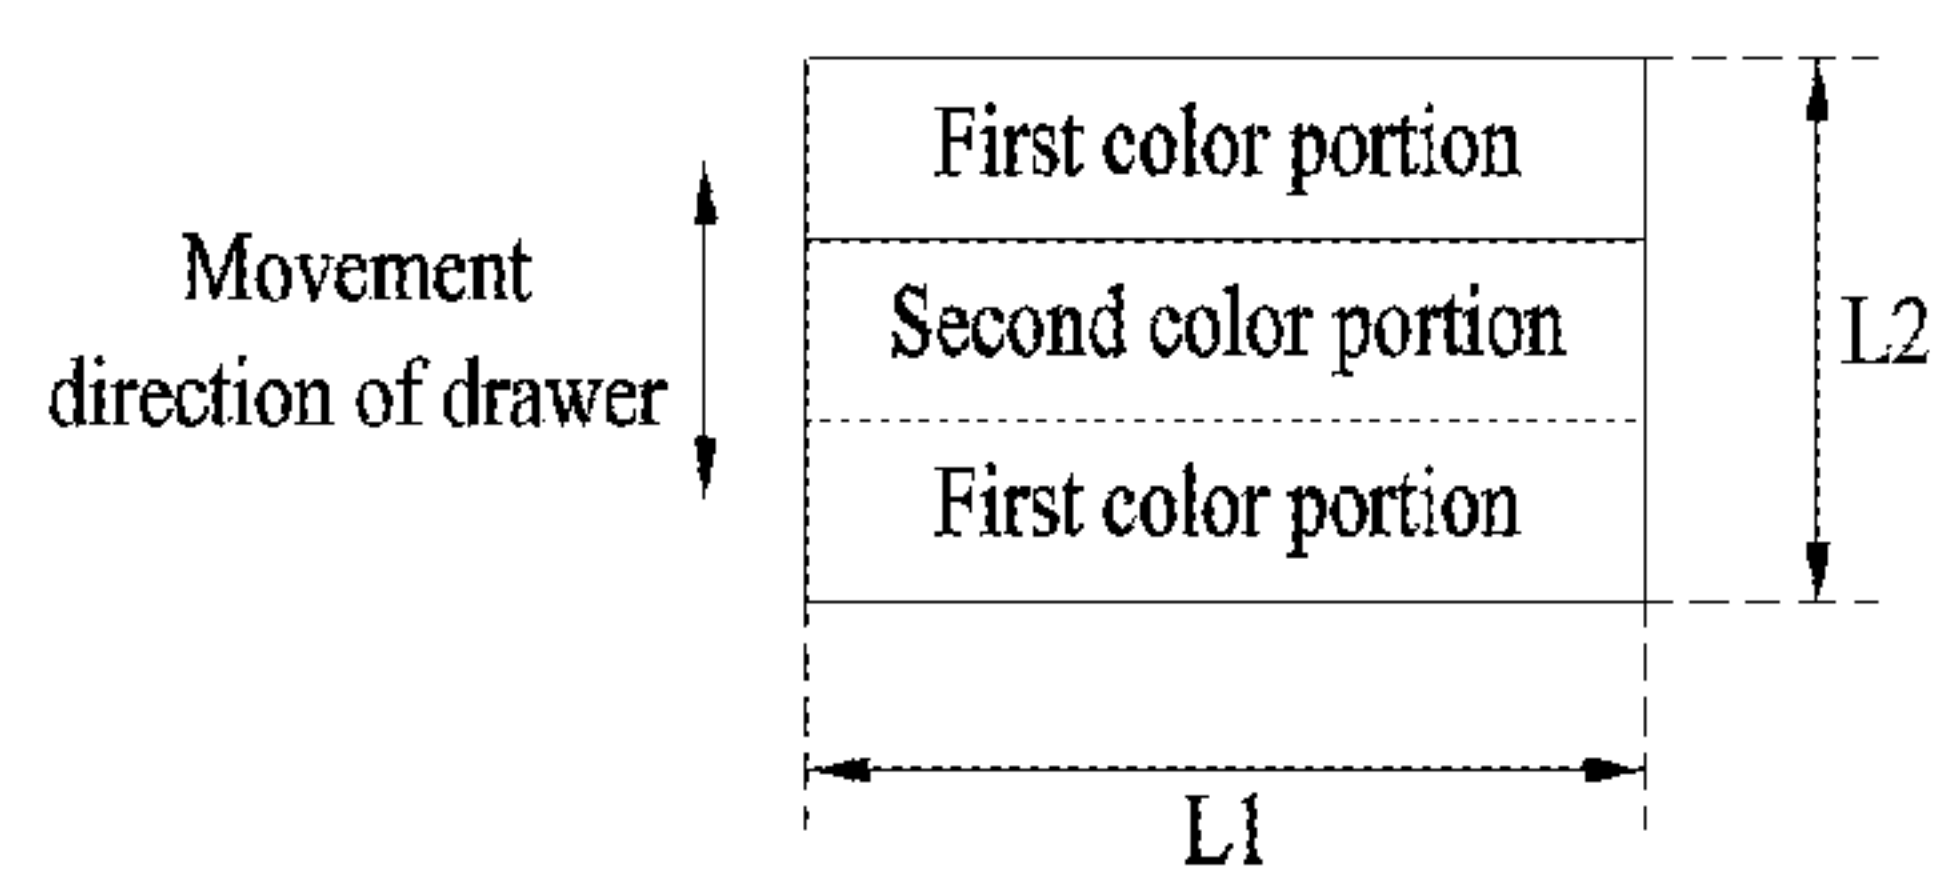 First color portion
Movement
direction of drawer
Second color portion
L2
First color portion
L1